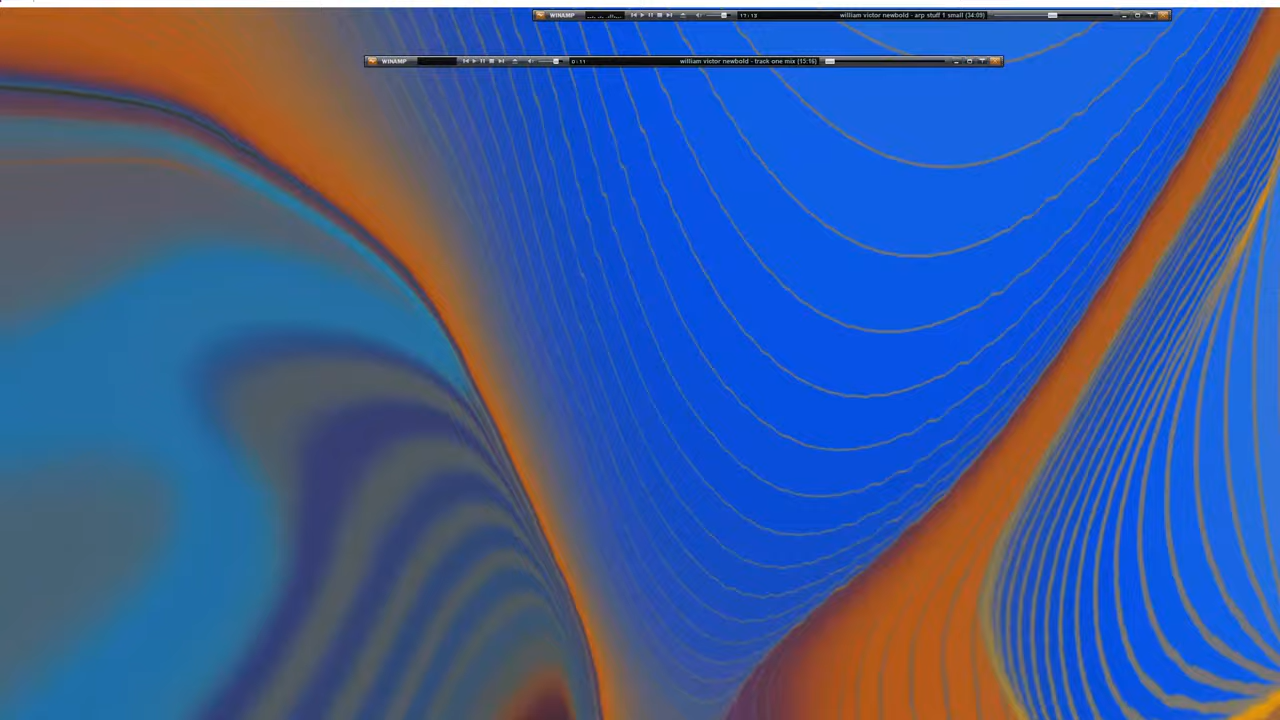 WINAMP 17:13 william victor newbold - arp stuff 1 small (34:09)
WINAMP 0:11 william victor newbold - track one mix (15:16)